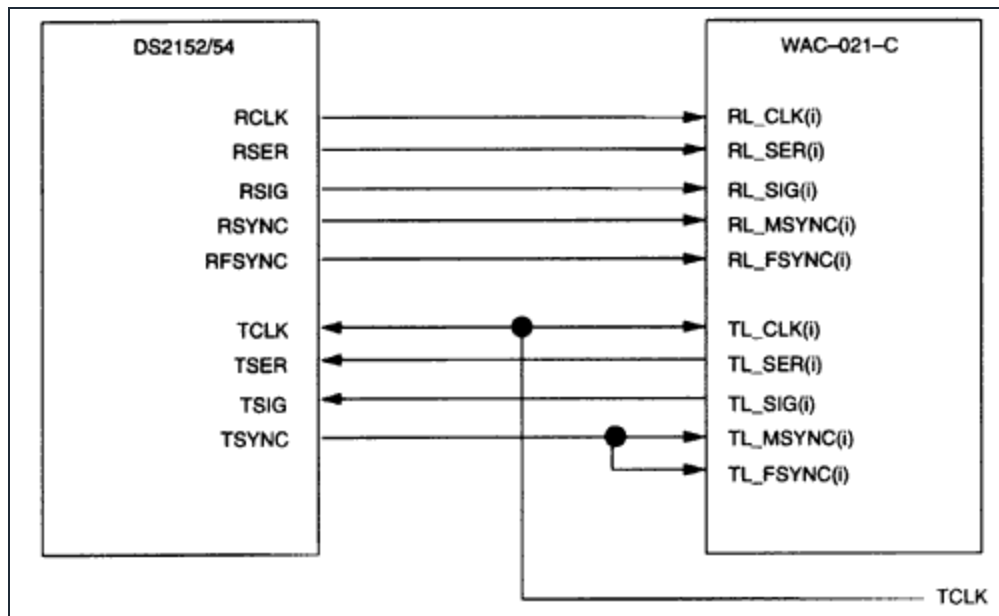 DS2152/54
WAC-021-C
RCLK
RL_CLK(i)
RSER
RL_SER(i)
RSIG
RL_SIG(i)
RSYNC
RL_MSYNC(i)
RFSYNC
RL_FSYNC(i)
TCLK
TL_CLK(i)
TSER
TL_SER(i)
TSIG
TL_SIG(i)
TSYNC
TL_MSYNC(i)
TL_FSYNC(i)
TCLK